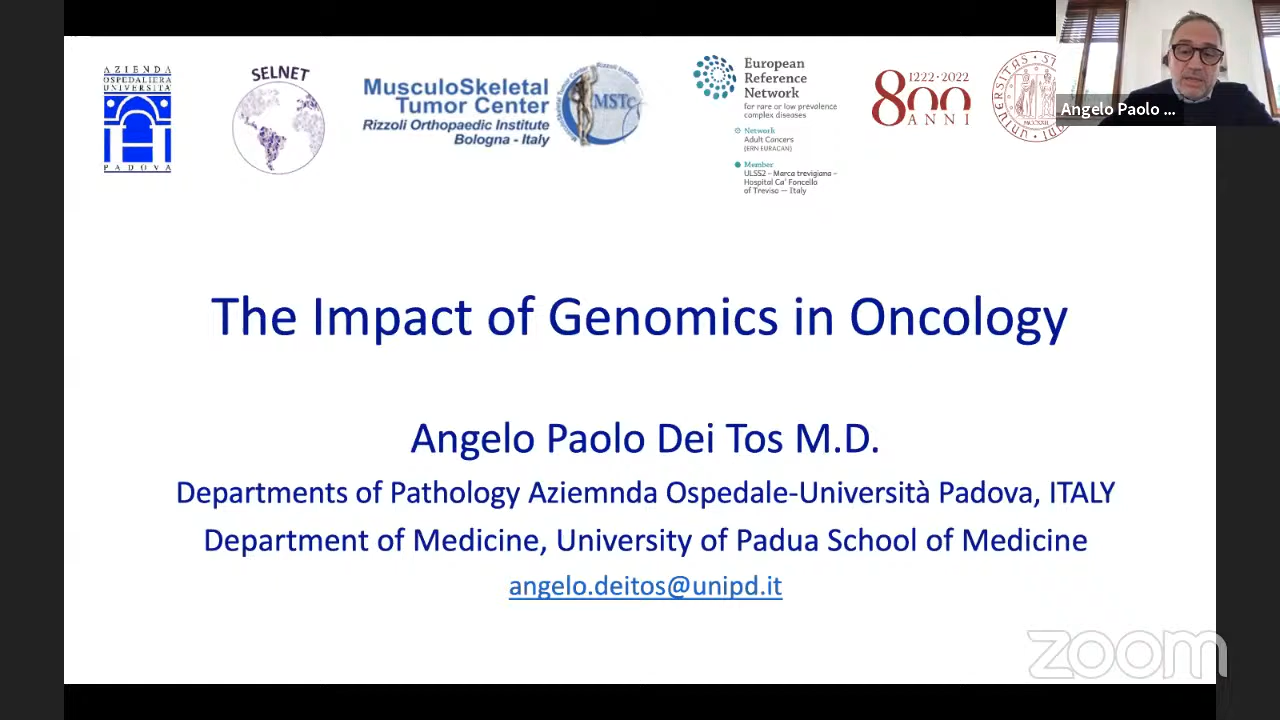 AZIENDA
OSPEDALIERA
UNIVERSITÀ
PADOVA
SELNET
MusculoSkeletal
Tumor Center
Rizzoli Orthopaedic Institute
Bologna - Italy
MSTC
European
Reference
Network
for rare or low prevalence
complex diseases
Network
Adult Cancers
(ERN EURACAN)
Member
ULSS2 – Marca trevigiana –
Hospital Ca' Foncello
of Treviso — Italy
1222·2022
800
ANNI
Angelo Paolo ...
The Impact of Genomics in Oncology
Angelo Paolo Dei Tos M.D.
Departments of Pathology Aziemnda Ospedale-Università Padova, ITALY
Department of Medicine, University of Padua School of Medicine
angelo.deitos@unipd.it
zoom